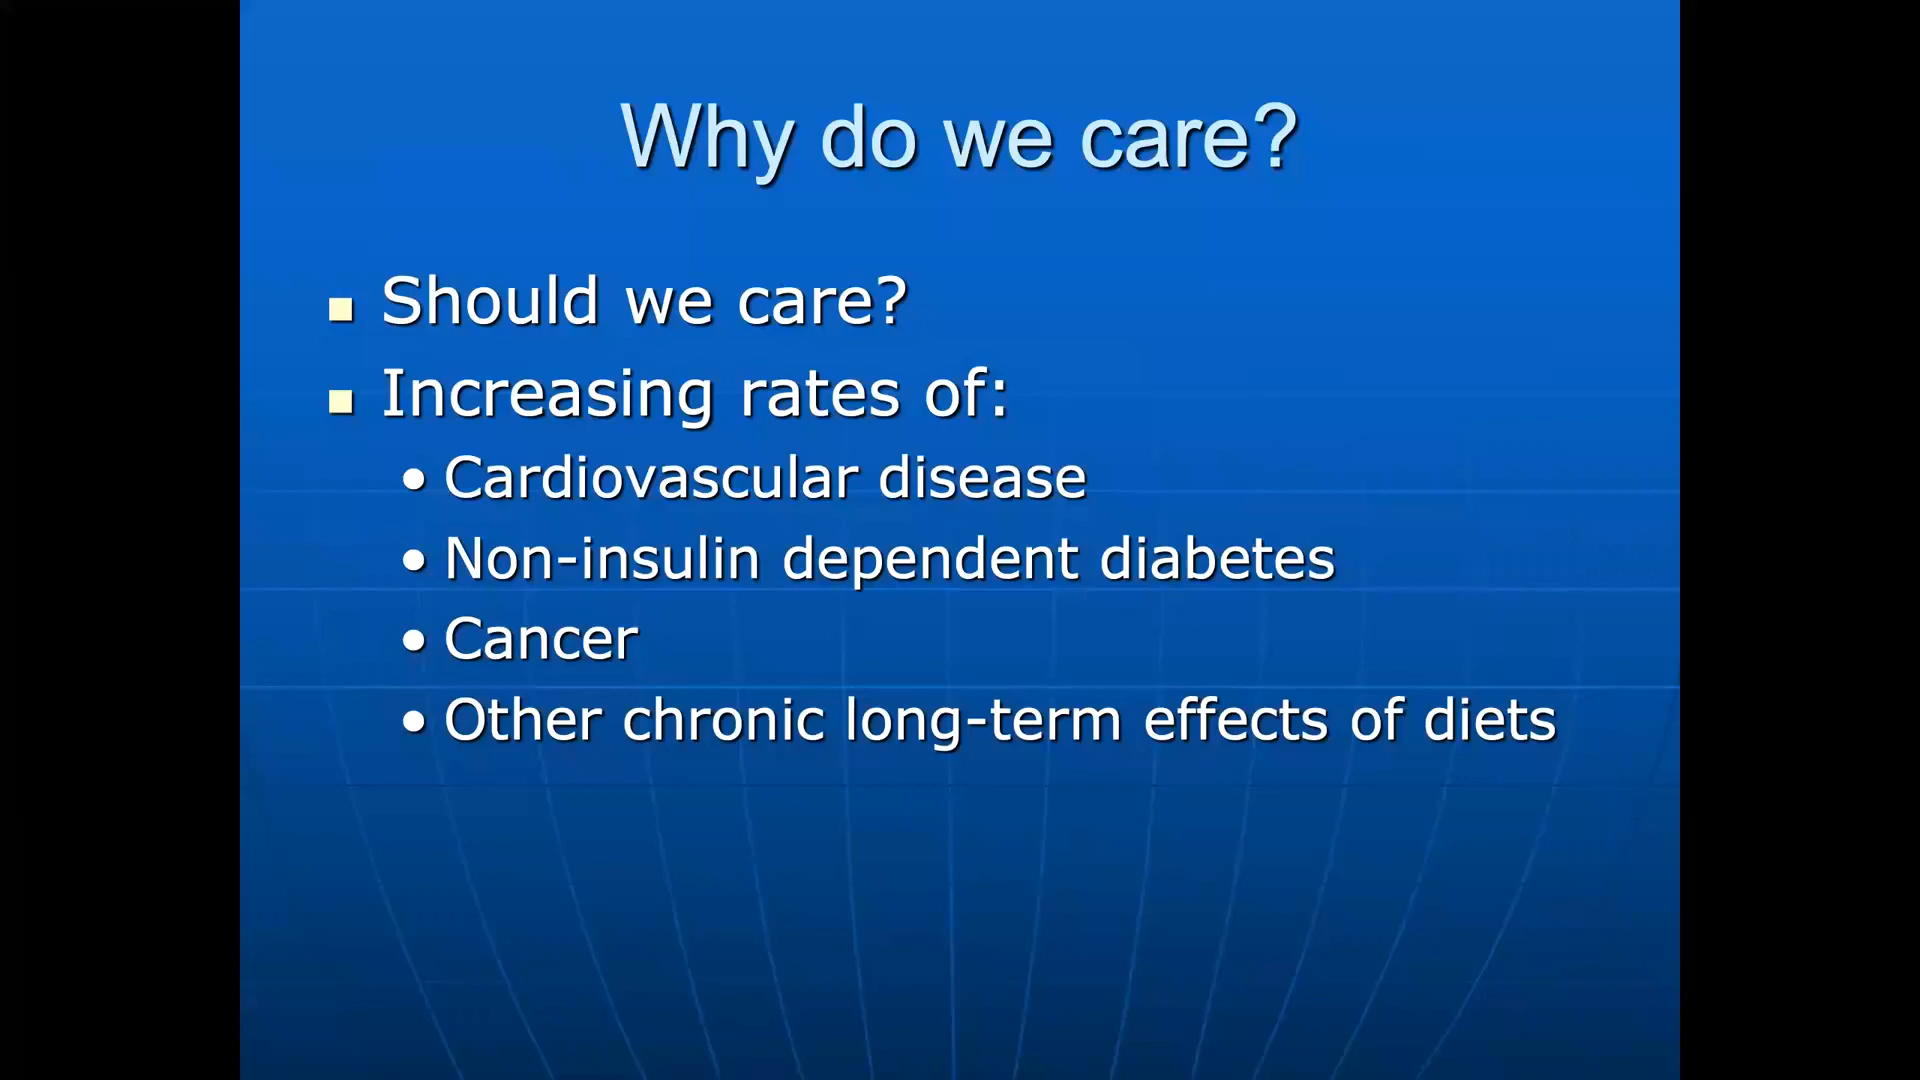 Why do we care?
Should we care?
Increasing rates of:
Cardiovascular disease
Non-insulin dependent diabetes
Cancer
Other chronic long-term effects of diets